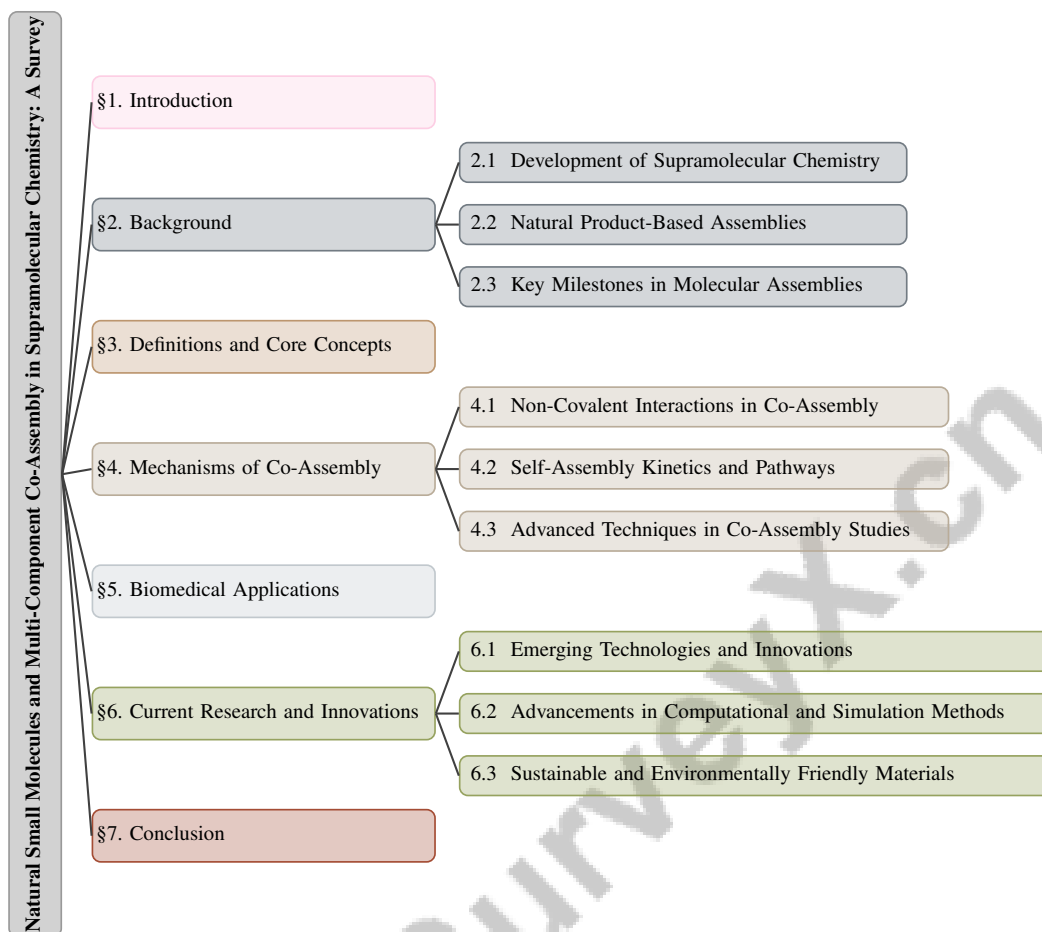 Natural Small Molecules and Multi-Component Co-Assembly in Supramolecular Chemistry: A Survey
§1. Introduction
§2. Background
2.1 Development of Supramolecular Chemistry
2.2 Natural Product-Based Assemblies
2.3 Key Milestones in Molecular Assemblies
§3. Definitions and Core Concepts
§4. Mechanisms of Co-Assembly
4.1 Non-Covalent Interactions in Co-Assembly
4.2 Self-Assembly Kinetics and Pathways
4.3 Advanced Techniques in Co-Assembly Studies
§5. Biomedical Applications
§6. Current Research and Innovations
6.1 Emerging Technologies and Innovations
6.2 Advancements in Computational and Simulation Methods
6.3 Sustainable and Environmentally Friendly Materials
§7. Conclusion
SurveyX.cn